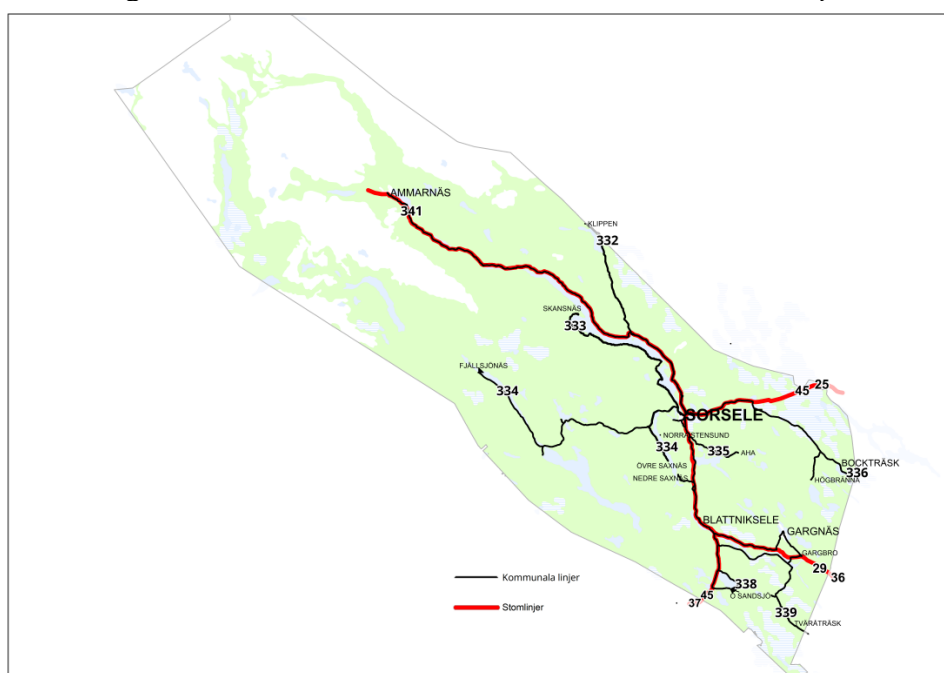 AMMARNÄS
341
KLIPPEN
332
SKANSNÄS
333
FJÄLLSJÖNÄS
334
45
25
SORSELE
NORRA STENSUND
334
335
AHA
ÖVRE SAXNÄS
NEDRE SAXNÄS
BOCKTRÄSK
336
HÖGBRÄNNA
BLATTNIKSELE
GARGNÄS
GARGBRO
29
36
Kommunala linjer
338
45
Ö SANDSJÖ
37
Stomlinjer
339
TVÄRÅTRÄSK